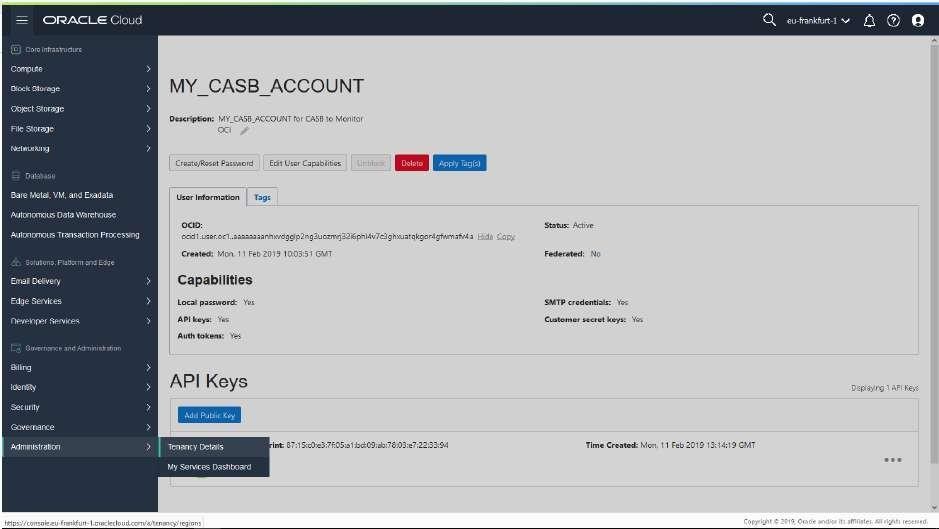 ORACLE Cloud
eu-frankfurt-1
Core Infrastructure
Compute
Block Storage
Object Storage
File Storage
Networking
Database
Bare Metal, VM, and Exadata
Autonomous Data Warehouse
Autonomous Transaction Processing
Solutions, Platform and Edge
Email Delivery
Edge Services
Developer Services
Governance and Administration
Billing
Identity
Security
Governance
Administration
Tenancy Details
My Services Dashboard
MY_CASB_ACCOUNT
Description: MY_CASB_ACCOUNT for CASB to Monitor
OCI
Create/Reset Password Edit User Capabilities Unblock Delete Apply Tag(s)
User Information Tags
OCID:
Hide Copy
Status: Active
Created: Mon, 11 Feb 2019 10:03:51 GMT
Federated: No
Capabilities
Local password: Yes
SMTP credentials: Yes
API keys: Yes
Customer secret keys: Yes
Auth tokens: Yes
API Keys
Displaying 1 API Keys
Add Public Key
rint: 87:15:c0:e3:7f:05:a1:bd:09:ab:78:03:e7:22:33:94
Time Created: Mon, 11 Feb 2019 13:14:19 GMT
https://console.eu-frankfurt-1.oraclecloud.com/a/tenancy/regions
Copyright © 2019, Oracle and/or its affiliates. All rights reserved.